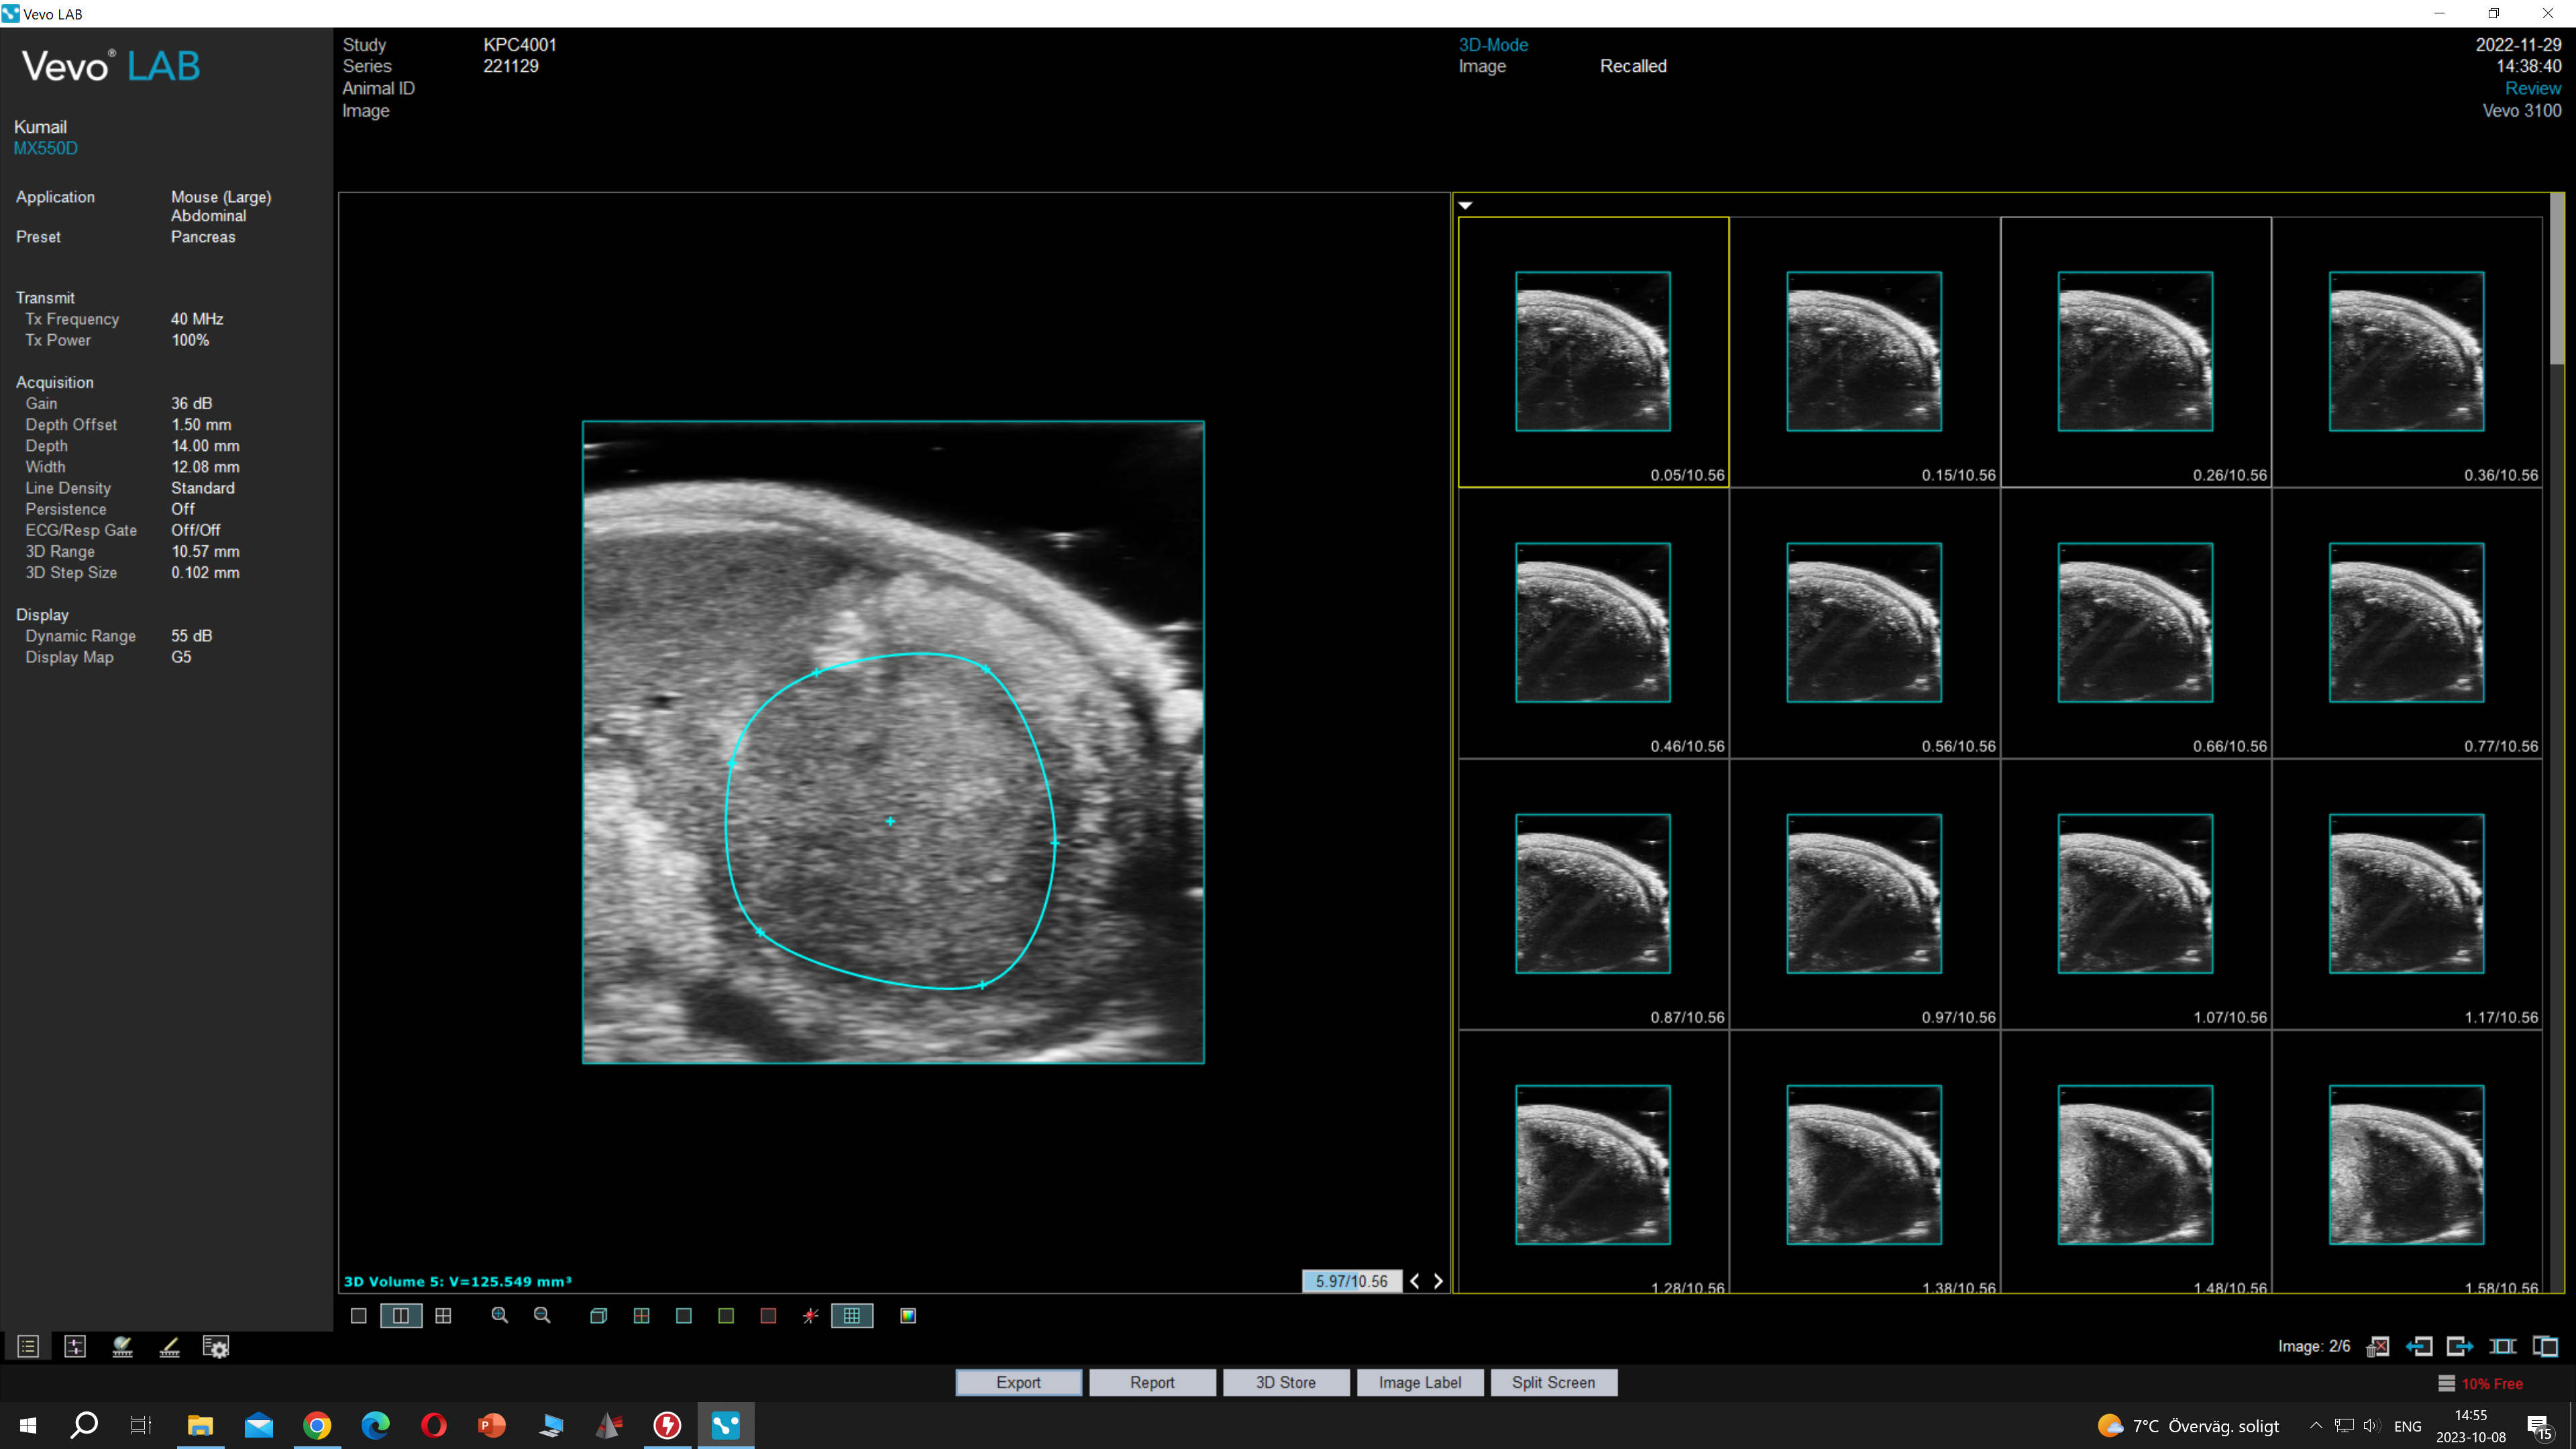 Vevo LAB
Vevo® LAB
Kumail
MX550D
Application Mouse (Large)
Abdominal
Preset Pancreas
Transmit
Tx Frequency 40 MHz
Tx Power 100%
Acquisition
Gain 36 dB
Depth Offset 1.50 mm
Depth 14.00 mm
Width 12.08 mm
Line Density Standard
Persistence Off
ECG/Resp Gate Off/Off
3D Range 10.57 mm
3D Step Size 0.102 mm
Display
Dynamic Range 55 dB
Display Map G5
Study KPC4001
Series 221129
Animal ID
Image
3D-Mode
Image Recalled
2022-11-29
14:38:40
Review
Vevo 3100
0.05/10.56 0.15/10.56 0.26/10.56 0.36/10.56
0.46/10.56 0.56/10.56 0.66/10.56 0.77/10.56
0.87/10.56 0.97/10.56 1.07/10.56 1.17/10.56
1.28/10.56 1.38/10.56 1.48/10.56 1.58/10.56
3D Volume 5: V=125.549 mm³
5.97/10.56
Image: 2/6
Export Report 3D Store Image Label Split Screen
10% Free
7°C Överväg. soligt
ENG
14:55
2023-10-08
15